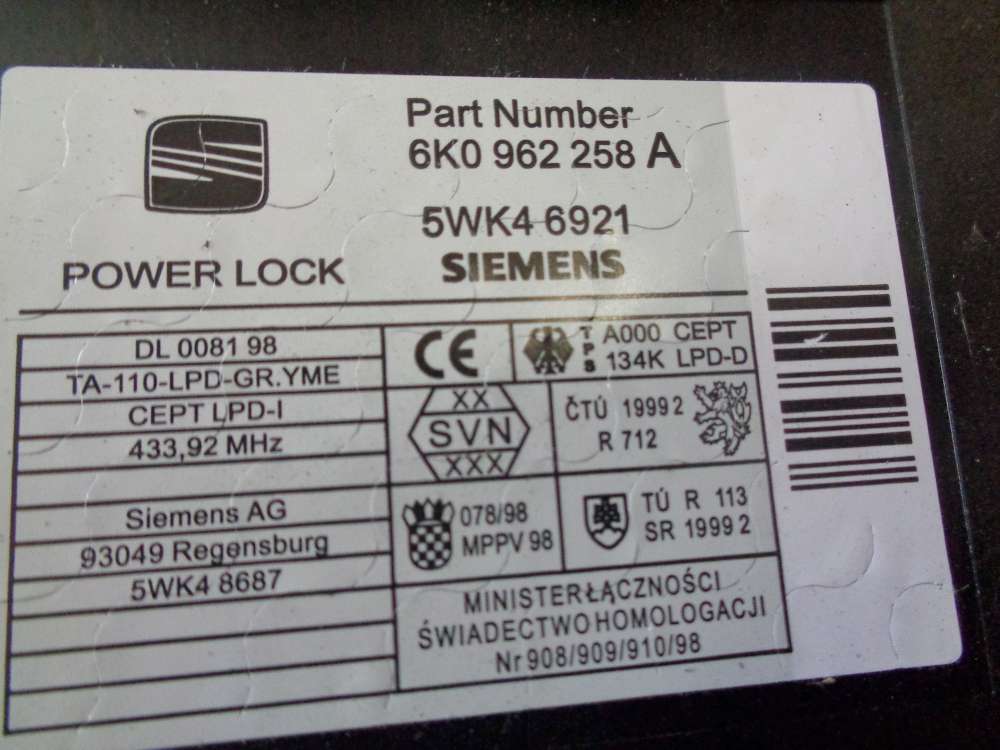 Part Number
6K0 962 258 A
5WK4 6921
SIEMENS
POWER LOCK
DL 0081 98
TA-110-LPD-GR.YME
CEPT LPD-I
433,92 MHz
Siemens AG
93049 Regensburg
5WK4 8687
CE
TPS
A000 CEPT
134K LPD-D
XX
SVN
XXX
ČTÚ 1999 2
R 712
078/98
MPPV 98
TÚ R 113
SR 1999 2
MINISTER ŁĄCZNOŚCI
ŚWIADECTWO HOMOLOGACJI
Nr 908/909/910/98